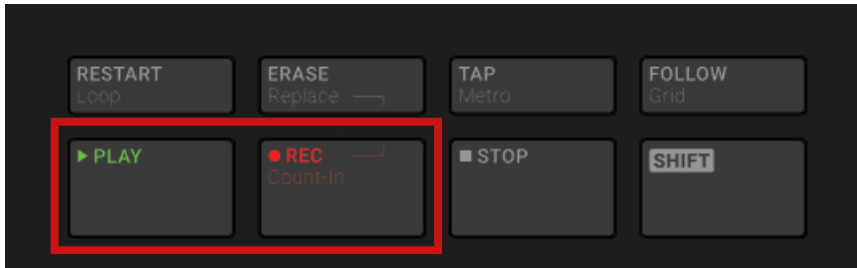 RESTART
Loop
ERASE
Replace
TAP
Metro
FOLLOW
Grid
PLAY
REC
Count-In
STOP
SHIFT